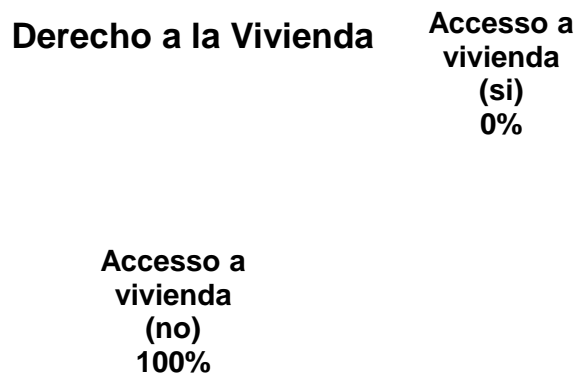 Derecho a la Vivienda
Accesso a
vivienda
(si)
0%
Accesso a
vivienda
(no)
100%